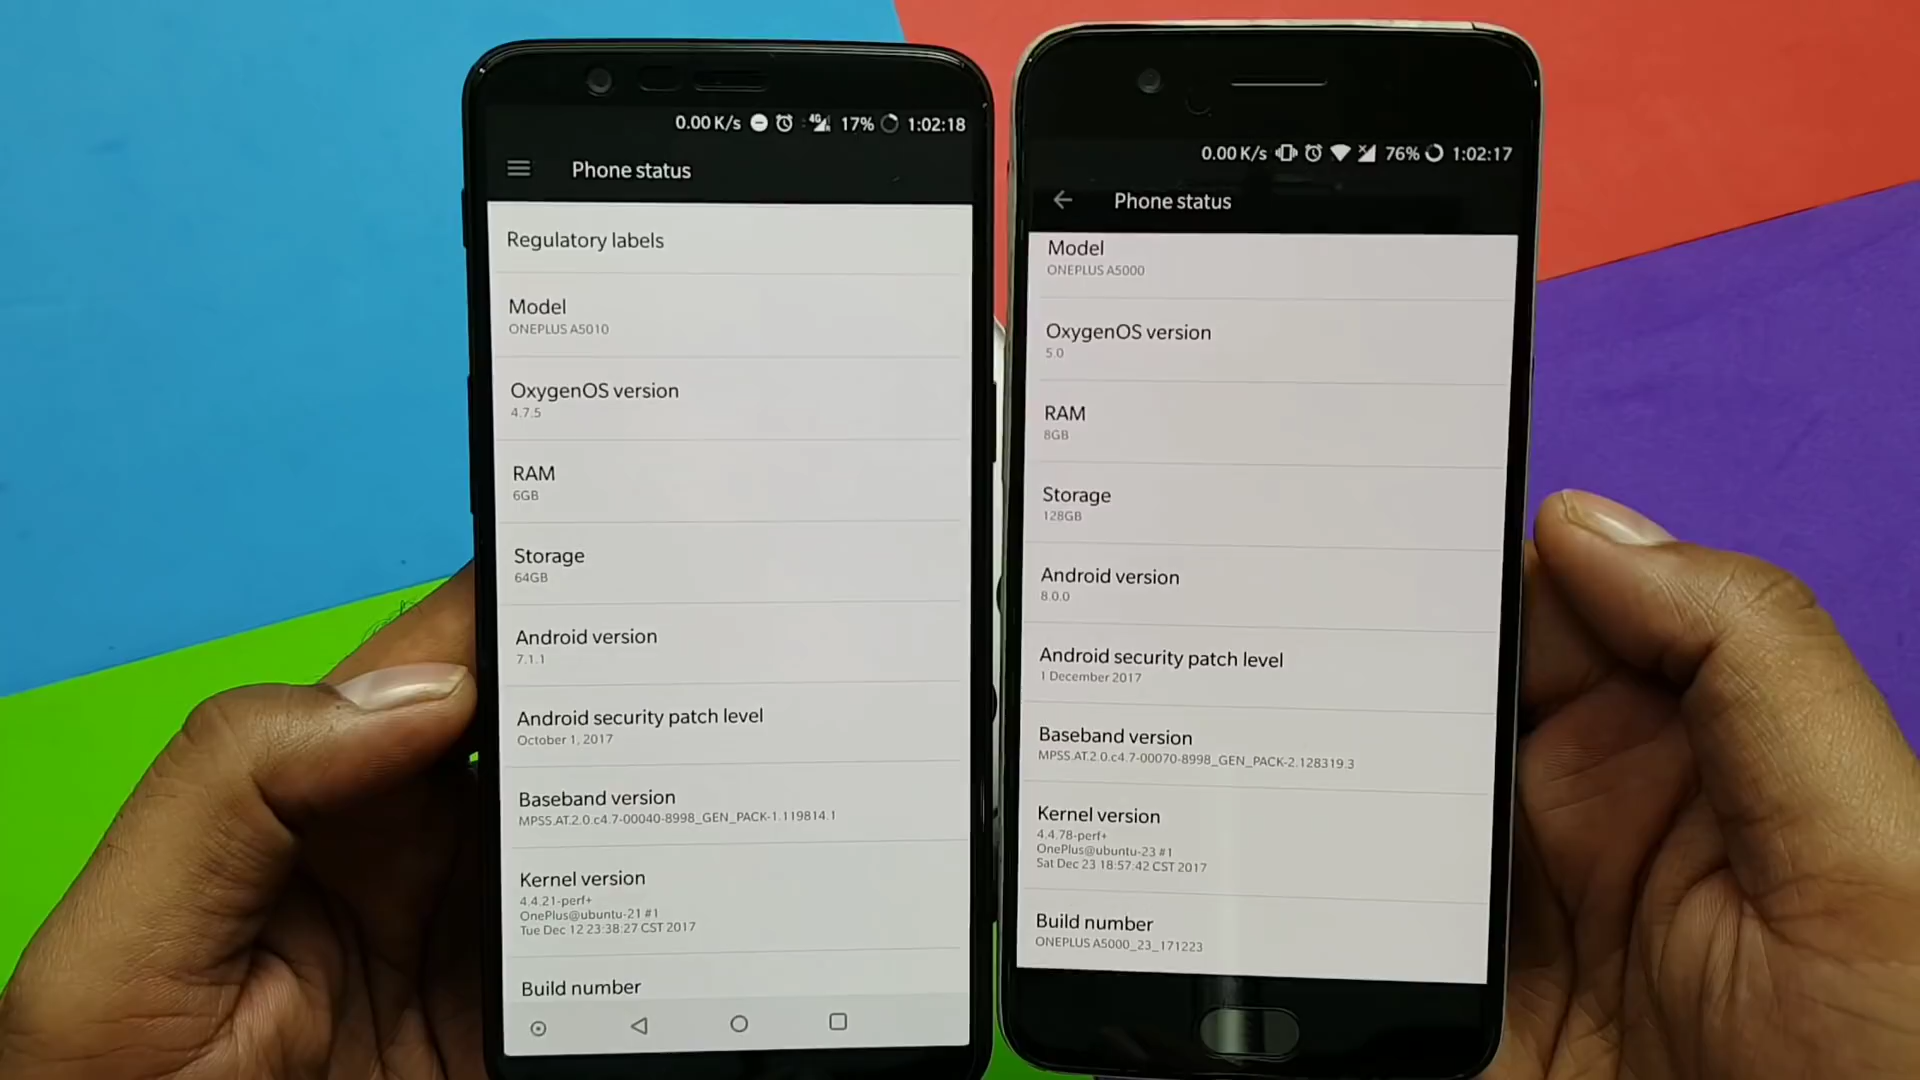 0.00 K/s 4G 17% 1:02:18
Phone status
Regulatory labels
Model
ONEPLUS A5010
OxygenOS version
4.7.5
RAM
6GB
Storage
64GB
Android version
7.1.1
Android security patch level
October 1, 2017
Baseband version
MPSS.AT.2.0.c4.7-00040-8998_GEN_PACK-1.119814.1
Kernel version
4.4.21-perf+
OnePlus@ubuntu-21 #1
Tue Dec 12 23:38:27 CST 2017
Build number
0.00 K/s 76% 1:02:17
Phone status
Model
ONEPLUS A5000
OxygenOS version
5.0
RAM
8GB
Storage
128GB
Android version
8.0.0
Android security patch level
1 December 2017
Baseband version
MPSS.AT.2.0.c4.7-00070-8998_GEN_PACK-2.128319.3
Kernel version
4.4.78-perf+
OnePlus@ubuntu-23 #1
Sat Dec 23 18:57:42 CST 2017
Build number
ONEPLUS A5000_23_171223